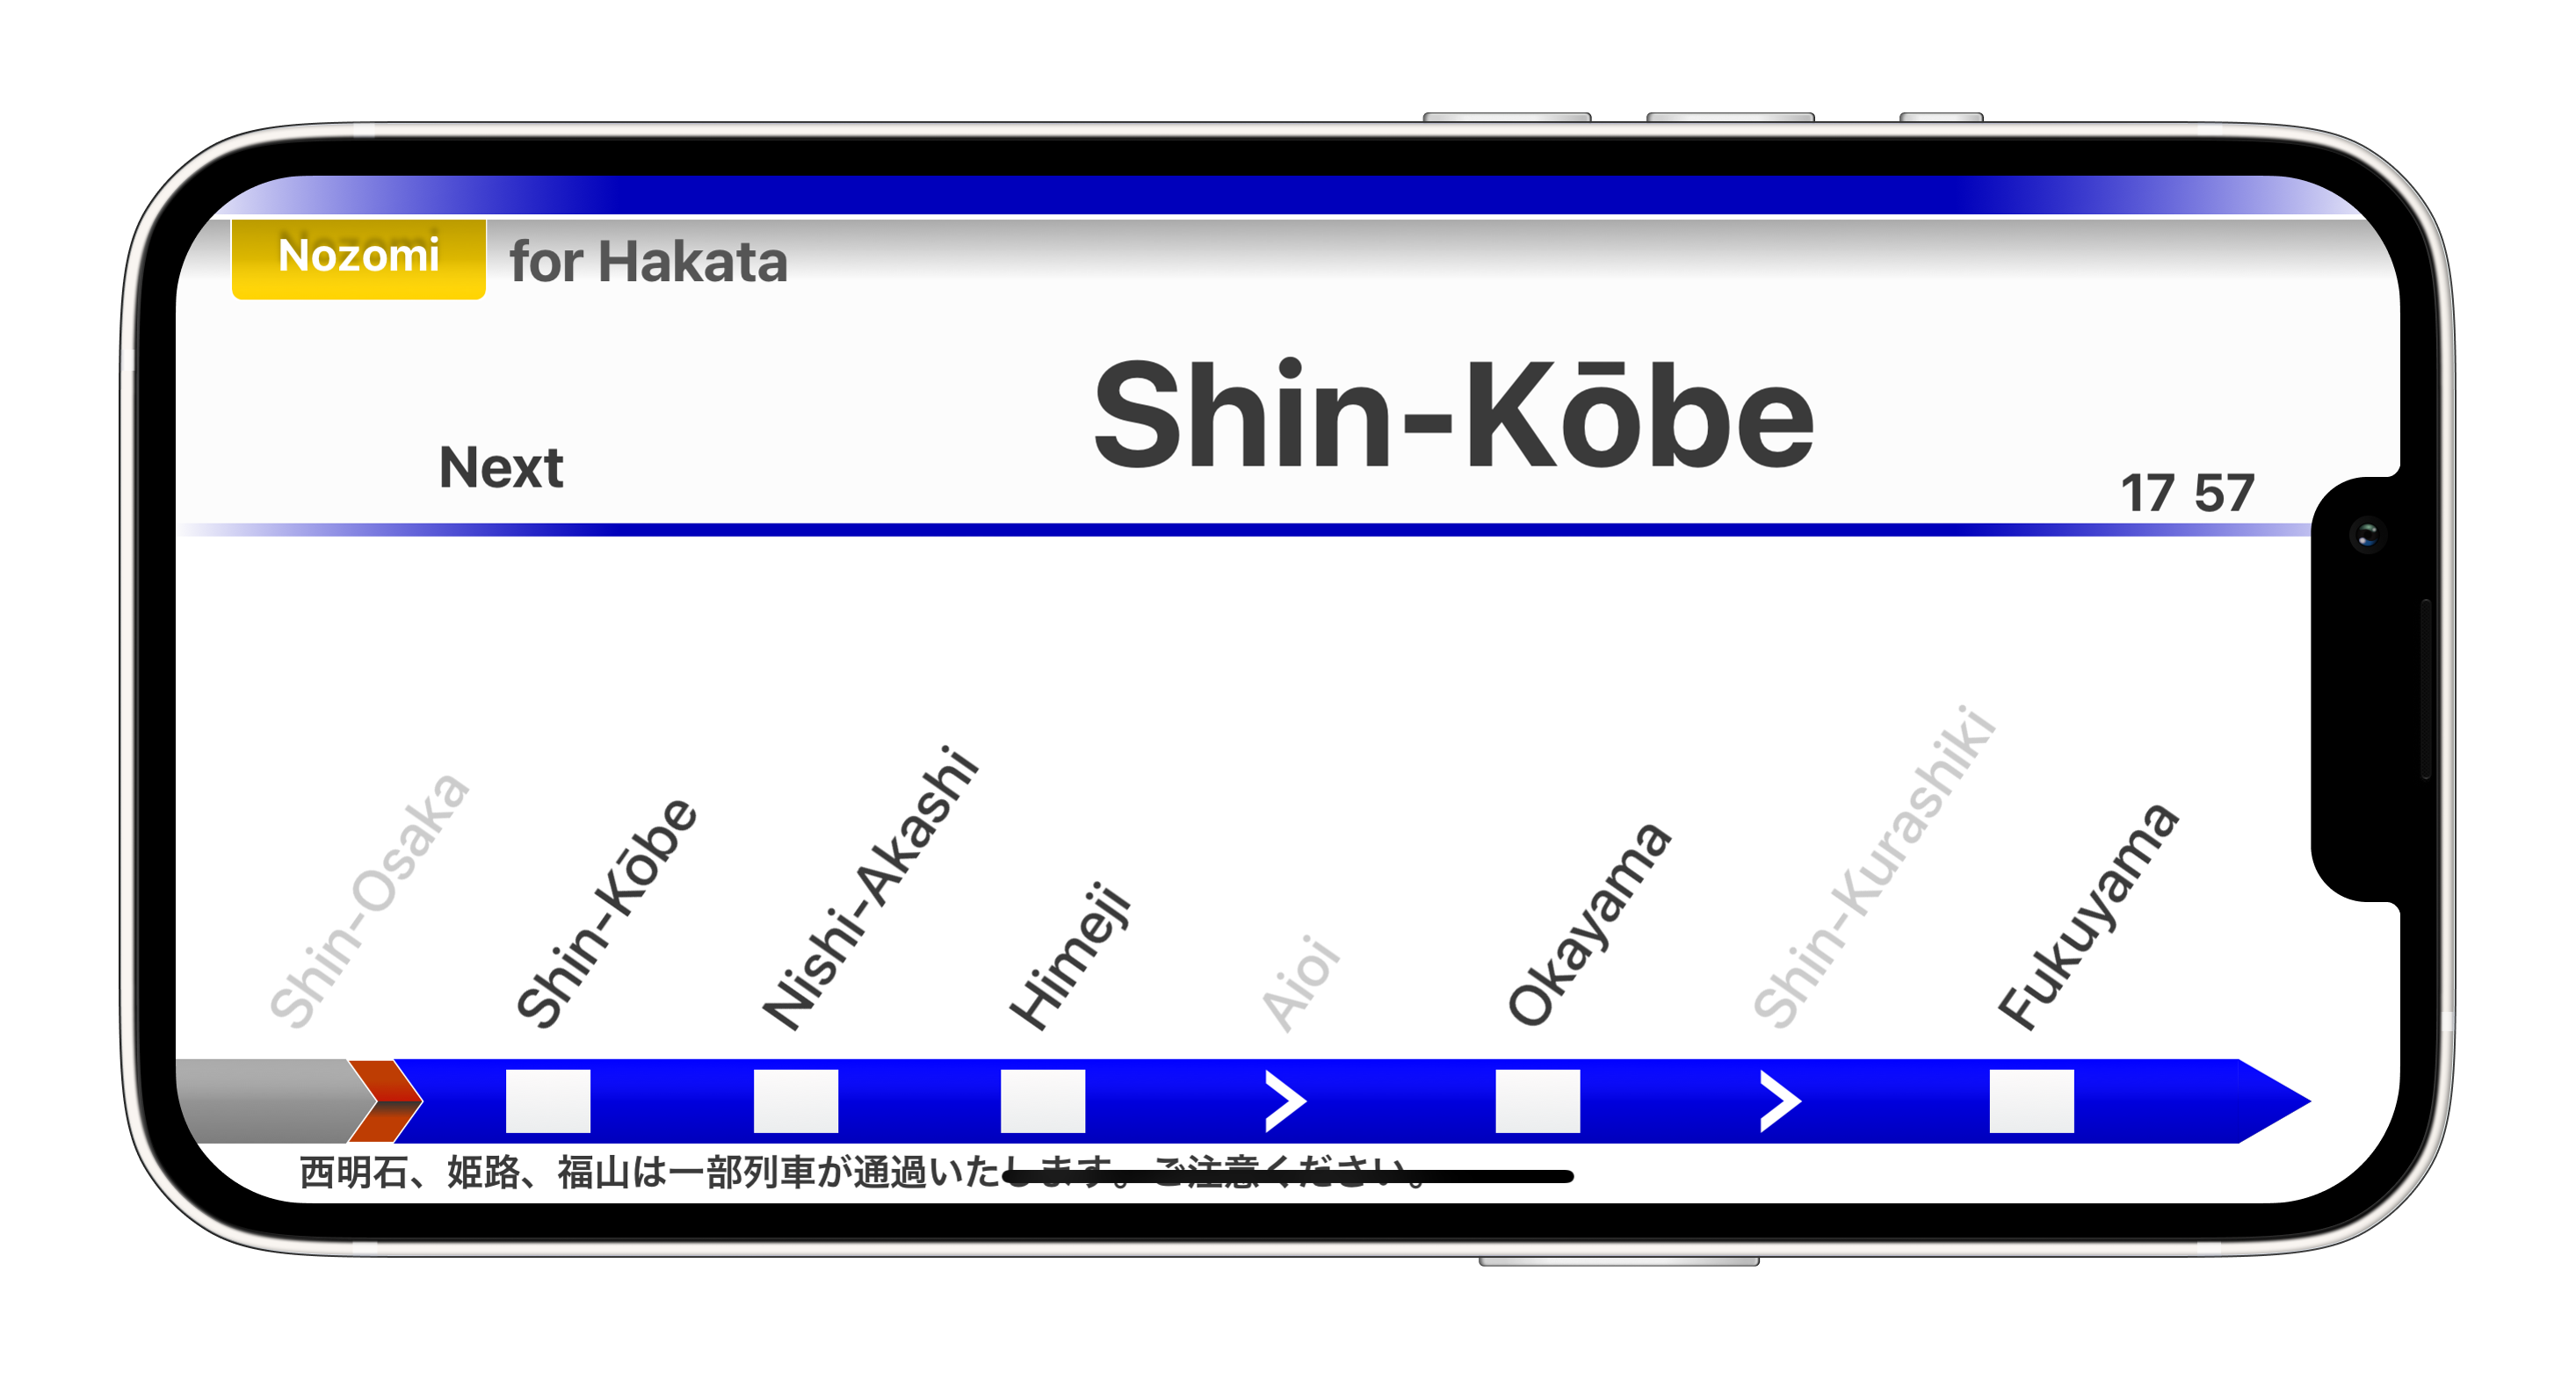 Nozomi for Hakata
Shin-Kōbe
Next
17 57
Shin-Osaka
Shin-Kōbe
Nishi-Akashi
Himeji
Aioi
Okayama
Shin-Kurashiki
Fukuyama
西明石、姫路、福山は一部列車が通過いたします。ご注意ください。